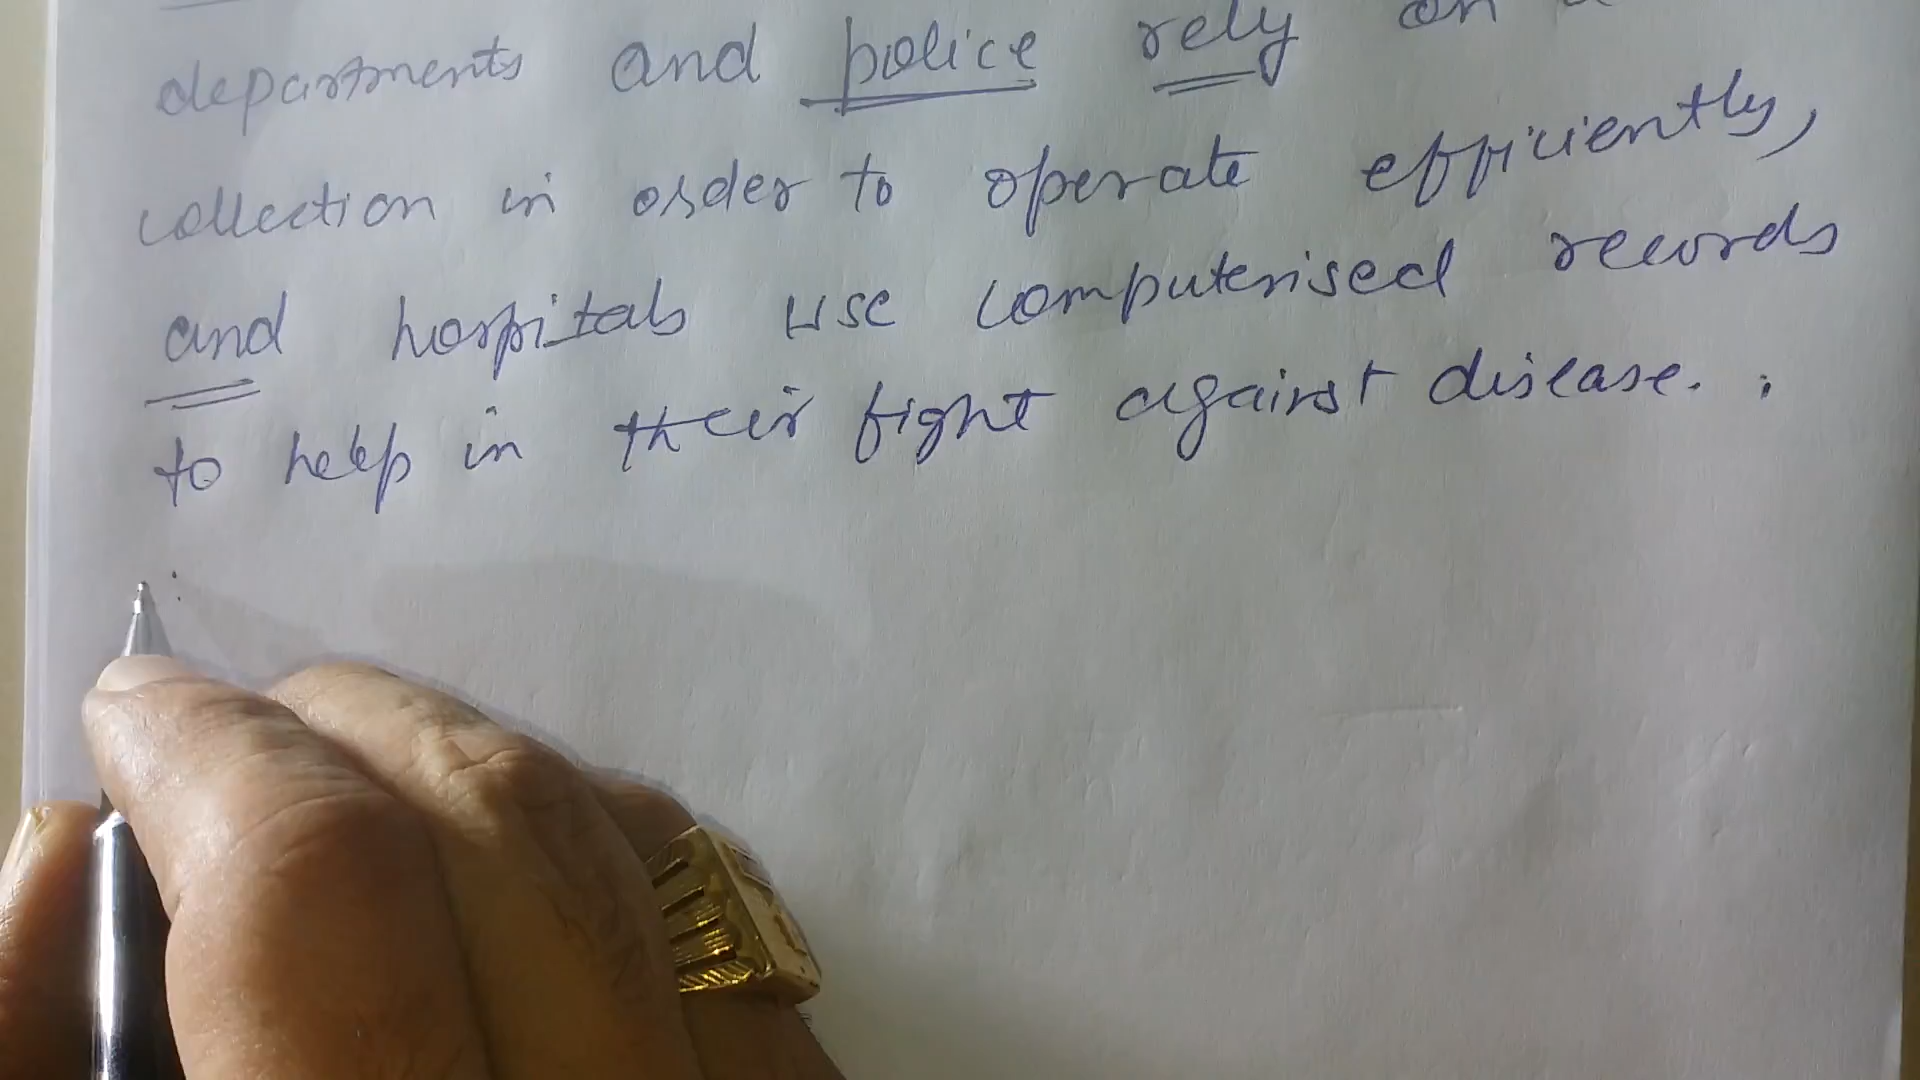 departments and police rely on
collection in order to operate efficiently,
and hospitals use computerised records
to help in their fight against disease.